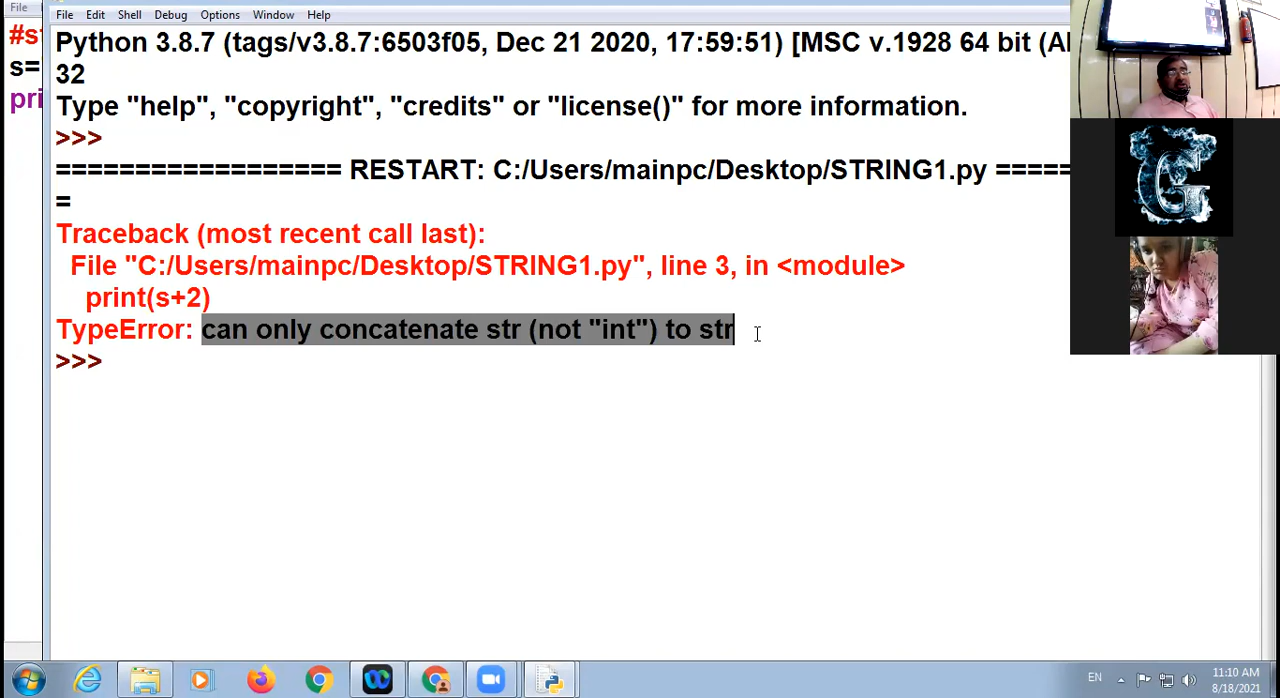 File
File Edit Shell Debug Options Window Help
#s
s=
pri
Python 3.8.7 (tags/v3.8.7:6503f05, Dec 21 2020, 17:59:51) [MSC v.1928 64 bit (A
32
Type "help", "copyright", "credits" or "license()" for more information.
>>>
================== RESTART: C:/Users/mainpc/Desktop/STRING1.py =====
=
Traceback (most recent call last):
File "C:/Users/mainpc/Desktop/STRING1.py", line 3, in <module>
print(s+2)
TypeError: can only concatenate str (not "int") to str
>>>
G
EN
11:10 AM
8/18/2021